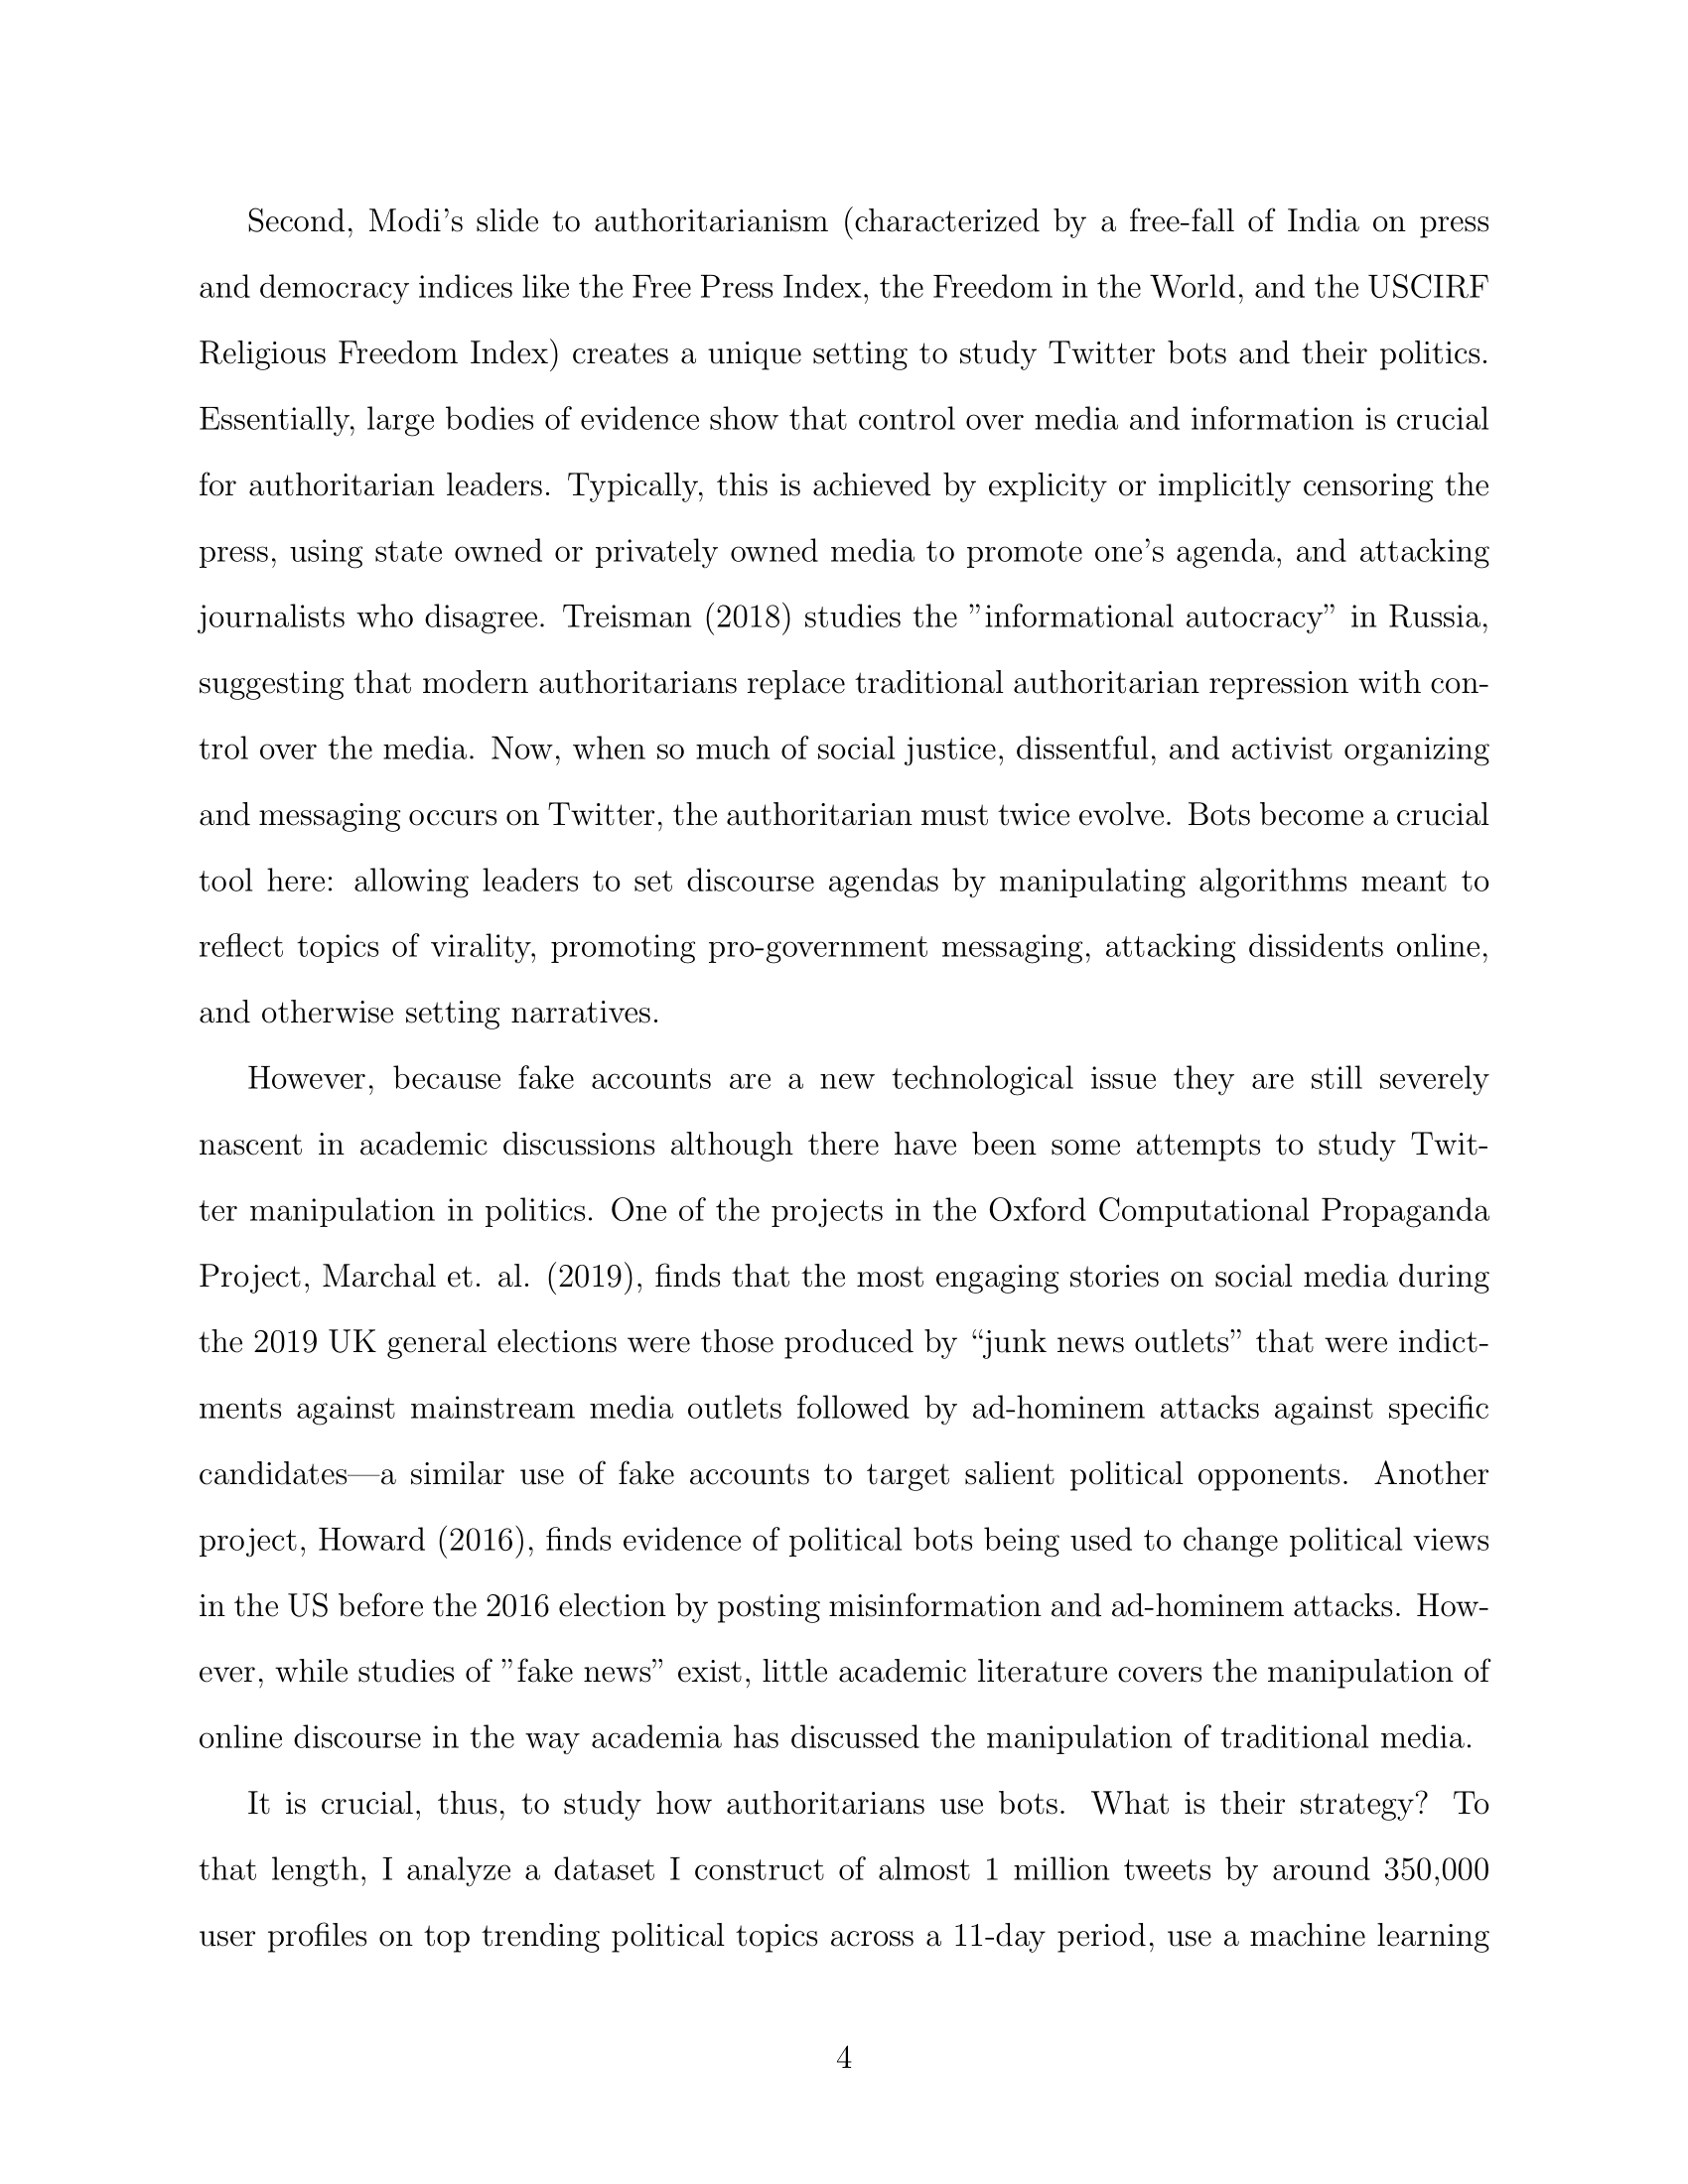 Second, Modi's slide to authoritarianism (characterized by a free-fall of India on press
and democracy indices like the Free Press Index, the Freedom in the World, and the USCIRF
Religious Freedom Index) creates a unique setting to study Twitter bots and their politics.
Essentially, large bodies of evidence show that control over media and information is crucial
for authoritarian leaders. Typically, this is achieved by explicity or implicitly censoring the
press, using state owned or privately owned media to promote one's agenda, and attacking
journalists who disagree. Treisman (2018) studies the ”informational autocracy” in Russia,
suggesting that modern authoritarians replace traditional authoritarian repression with con-
trol over the media. Now, when so much of social justice, dissentful, and activist organizing
and messaging occurs on Twitter, the authoritarian must twice evolve. Bots become a crucial
tool here: allowing leaders to set discourse agendas by manipulating algorithms meant to
reflect topics of virality, promoting pro-government messaging, attacking dissidents online,
and otherwise setting narratives.
However, because fake accounts are a new technological issue they are still severely
nascent in academic discussions although there have been some attempts to study Twit-
ter manipulation in politics. One of the projects in the Oxford Computational Propaganda
Project, Marchal et. al. (2019), finds that the most engaging stories on social media during
the 2019 UK general elections were those produced by “junk news outlets” that were indict-
ments against mainstream media outlets followed by ad-hominem attacks against specific
candidates—a similar use of fake accounts to target salient political opponents. Another
project, Howard (2016), finds evidence of political bots being used to change political views
in the US before the 2016 election by posting misinformation and ad-hominem attacks. How-
ever, while studies of ”fake news” exist, little academic literature covers the manipulation of
online discourse in the way academia has discussed the manipulation of traditional media.
It is crucial, thus, to study how authoritarians use bots. What is their strategy? To
that length, I analyze a dataset I construct of almost 1 million tweets by around 350,000
user profiles on top trending political topics across a 11-day period, use a machine learning
4